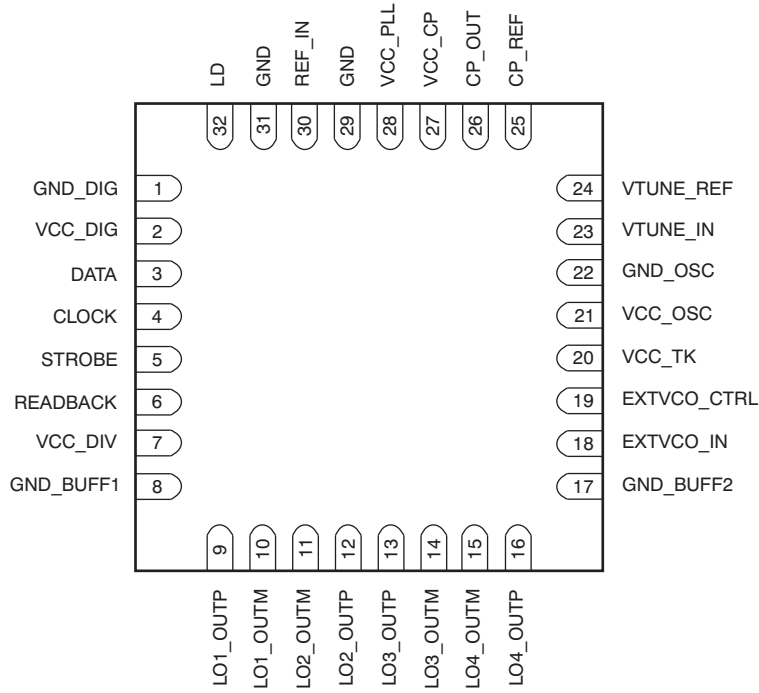 LD
GND
REF_IN
GND
VCC_PLL
VCC_CP
CP_OUT
CP_REF
32
31
30
29
28
27
26
25
GND_DIG 1
VCC_DIG 2
DATA 3
CLOCK 4
STROBE 5
READBACK 6
VCC_DIV 7
GND_BUFF1 8
24 VTUNE_REF
23 VTUNE_IN
22 GND_OSC
21 VCC_OSC
20 VCC_TK
19 EXTVCO_CTRL
18 EXTVCO_IN
17 GND_BUFF2
9
10
11
12
13
14
15
16
LO1_OUTP
LO1_OUTM
LO2_OUTM
LO2_OUTP
LO3_OUTP
LO3_OUTM
LO4_OUTM
LO4_OUTP